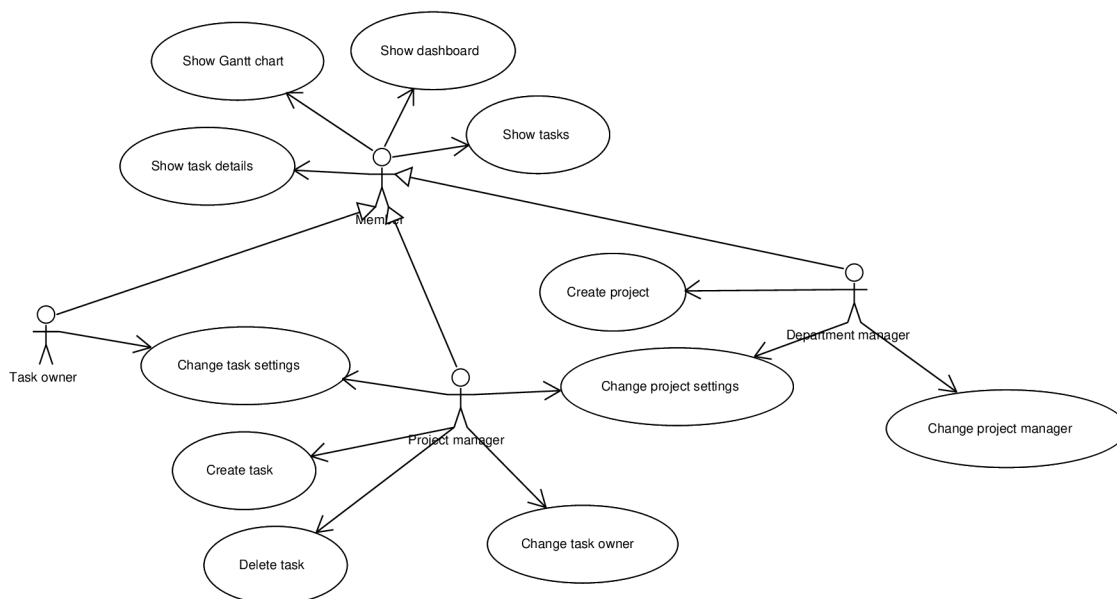 Show dashboard
Show Gantt chart
Show tasks
Show task details
Member
Create project
Department manager
Change task settings
Task owner
Change project settings
Change project manager
Project manager
Create task
Change task owner
Delete task